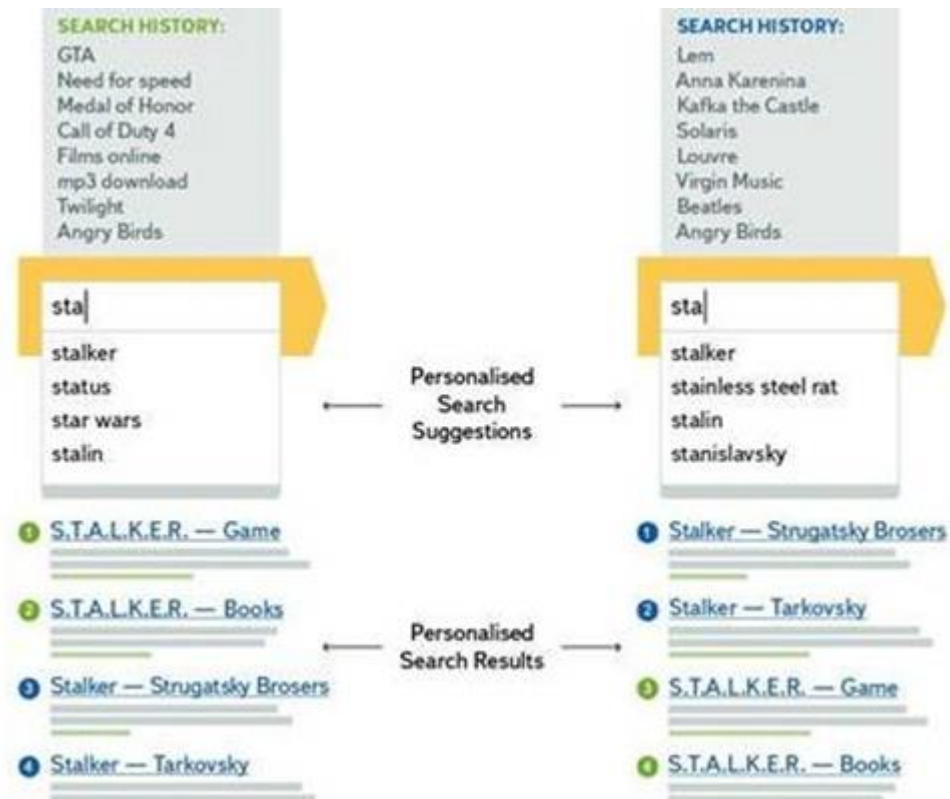 SEARCH HISTORY:
GTA
Need for speed
Medal of Honor
Call of Duty 4
Films online
mp3 download
Twilight
Angry Birds
sta
stalker
status
star wars
stalin
1 S.T.A.L.K.E.R. — Game
2 S.T.A.L.K.E.R. — Books
3 Stalker — Strugatsky Brosers
4 Stalker — Tarkovsky
Personalised
Search
Suggestions
Personalised
Search Results
SEARCH HISTORY:
Lem
Anna Karenina
Kafka the Castle
Solaris
Louvre
Virgin Music
Beatles
Angry Birds
sta
stalker
stainless steel rat
stalin
stanislavsky
1 Stalker — Strugatsky Brosers
2 Stalker — Tarkovsky
3 S.T.A.L.K.E.R. — Game
4 S.T.A.L.K.E.R. — Books